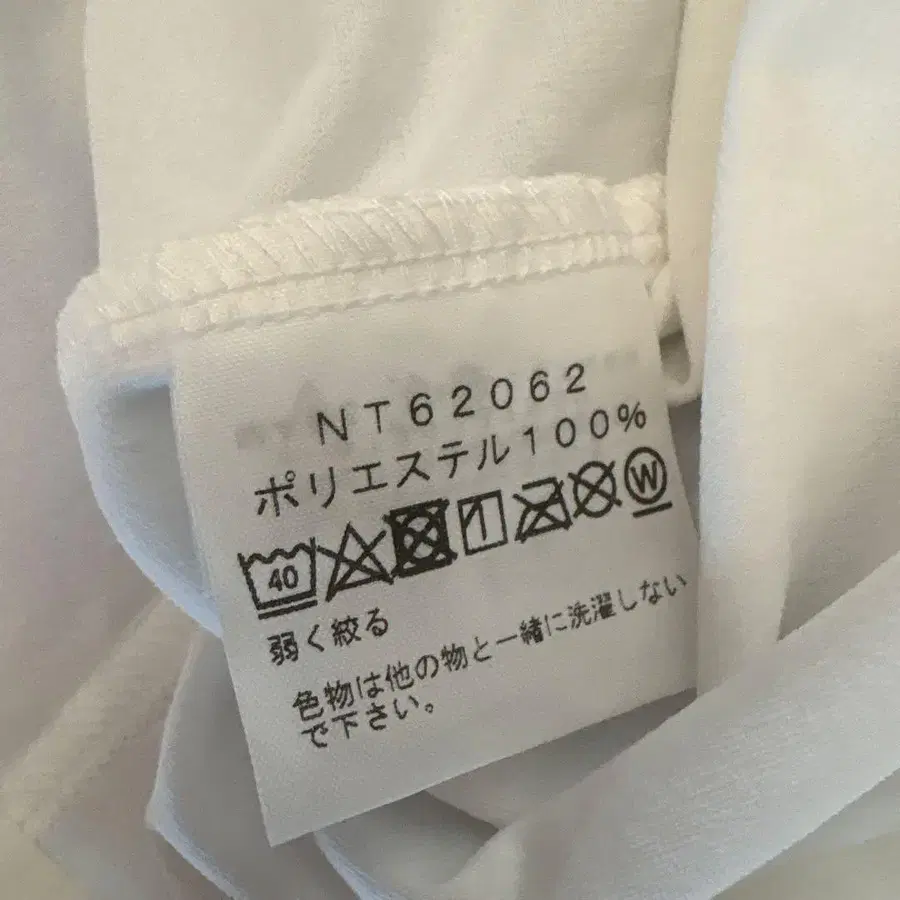 NT62062
ポリエステル100%
40 W
弱く絞る
色物は他の物と一緒に洗濯しない
で下さい。